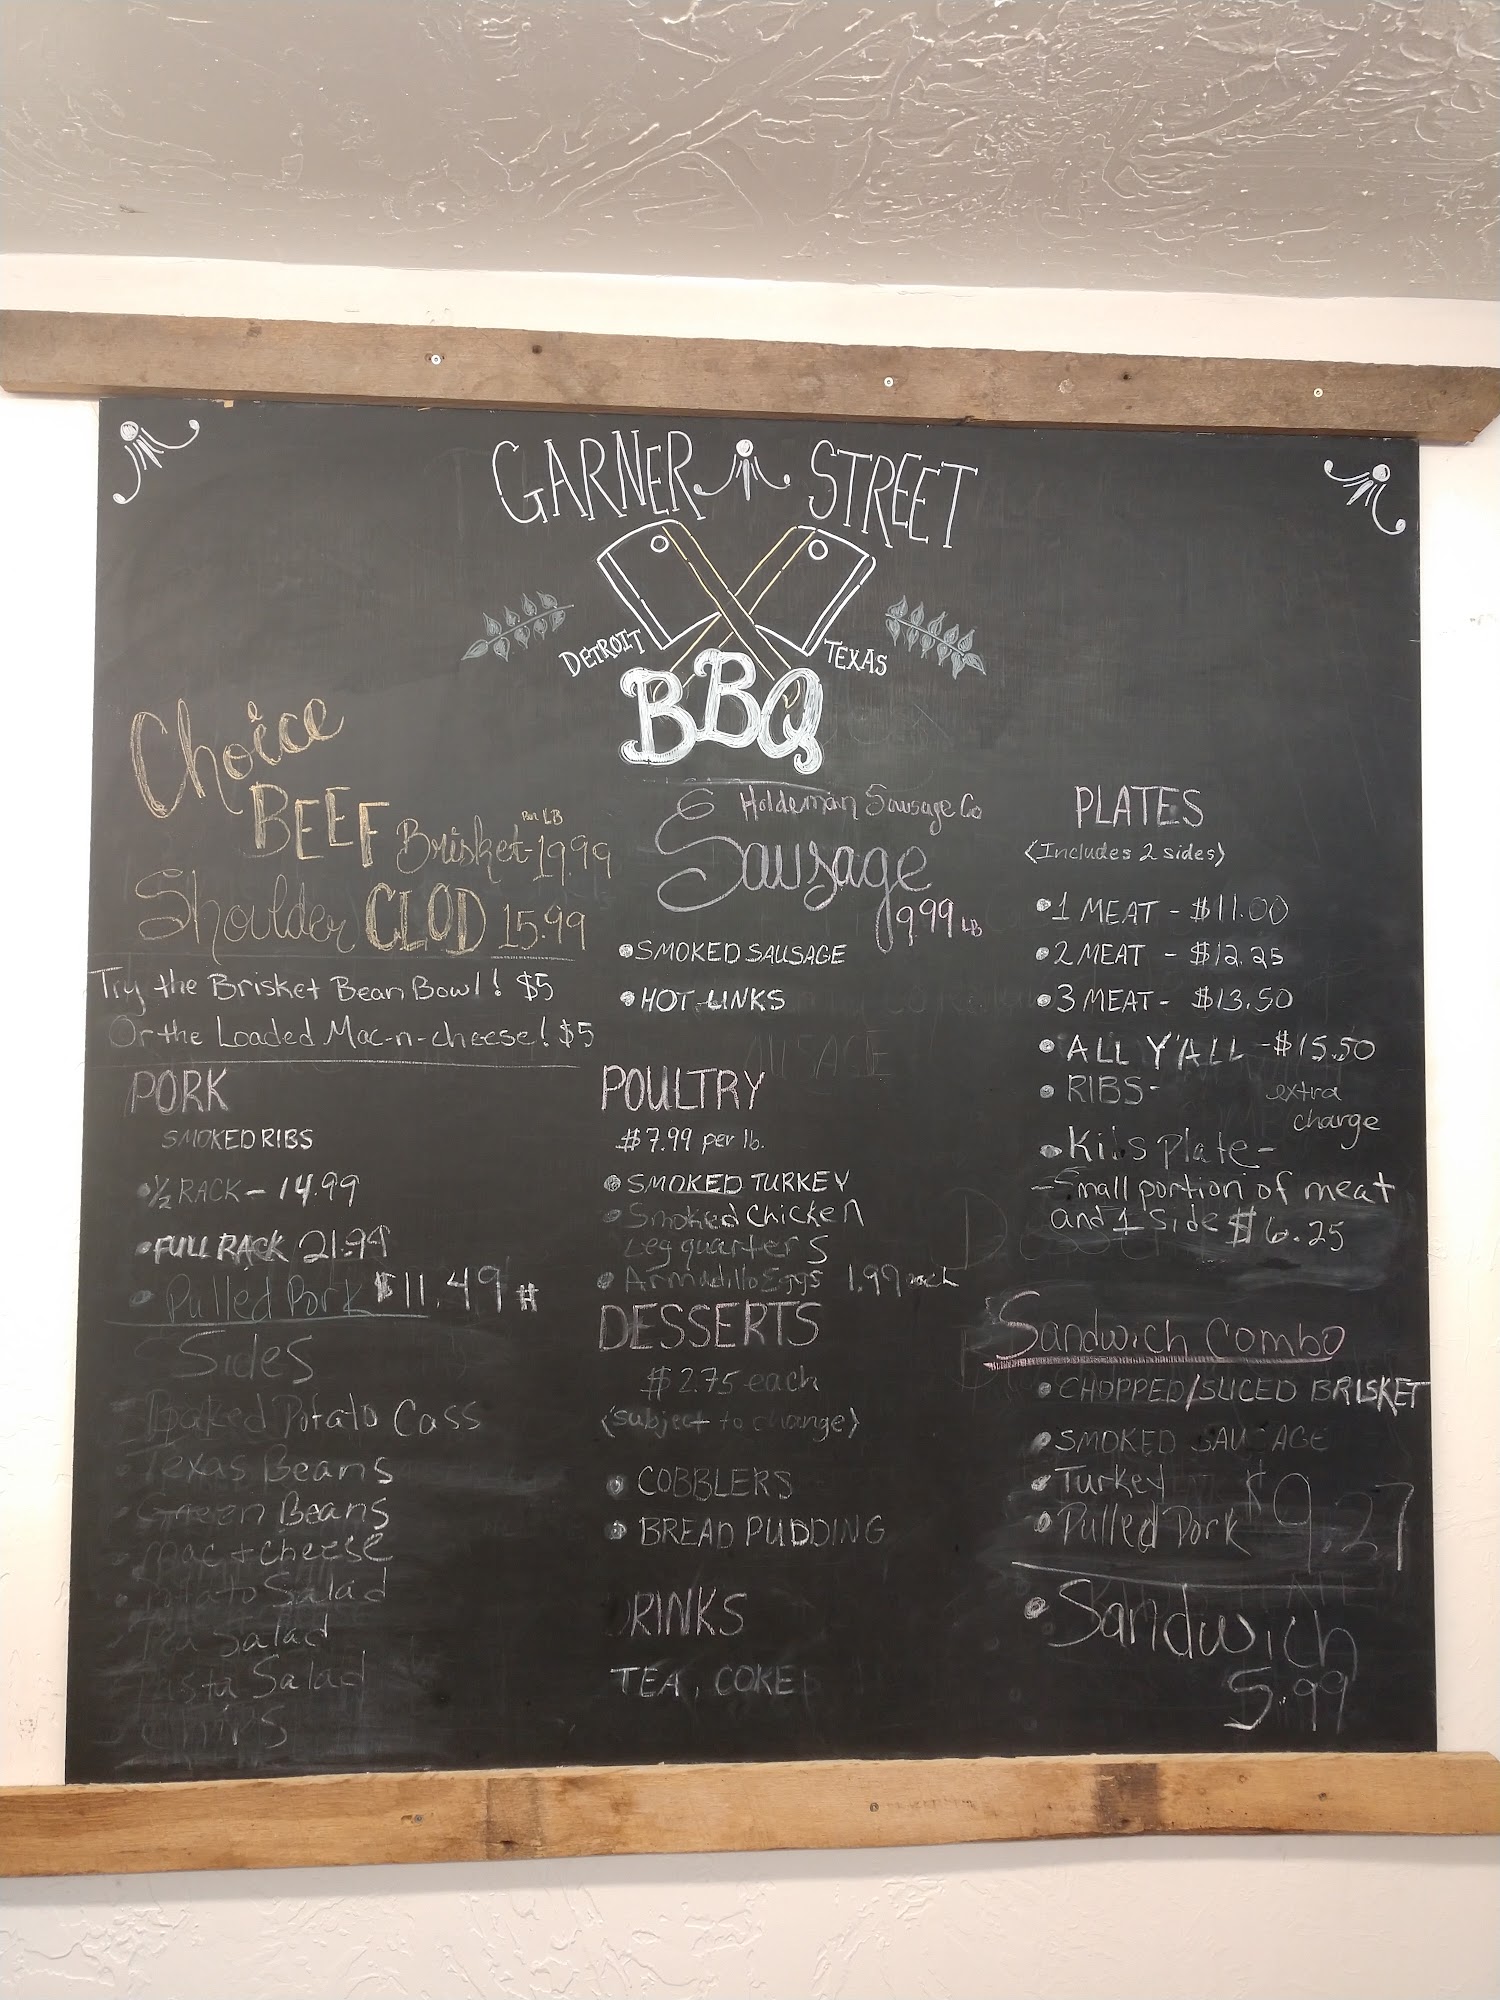 GARNER STREET
DETROIT TEXAS
BBQ
Choice
BEEF Brisket Per LB - 19.99
Shoulder CLOD 15.99
Try the Brisket Bean Bowl! $5
Or the Loaded Mac-n-cheese! $5
PORK
SMOKED RIBS
• ½ RACK - 14.99
• FULL RACK 21.99
• Pulled Pork $11.49 #
Sides
Baked Potato Cass
Texas Beans
Green Beans
mac + cheese
Potato Salad
Pea Salad
Pasta Salad
Chips
Holdeman Sausage Co
Sausage
9.99 LB
• SMOKED SAUSAGE
• HOT-LINKS
POULTRY
$7.99 per lb.
• SMOKED TURKEY
• Smoked Chicken
Leg quarters
• Armadillo Eggs 1.99 each
DESSERTS
$2.75 each
(subject to change)
• COBBLERS
• BREAD PUDDING
RINKS
TEA, COKE
PLATES
(Includes 2 sides)
• 1 MEAT - $11.00
• 2 MEAT - $12.25
• 3 MEAT - $13.50
• ALL Y'ALL - $15.50
• RIBS - extra
charge
• Kids Plate -
- Small portion of meat
and 1 side $6.25
Sandwich Combo
• CHOPPED/SLICED BRISKET
• SMOKED SAUSAGE
• Turkey
• Pulled Pork $9.27
• Sandwich
5.99